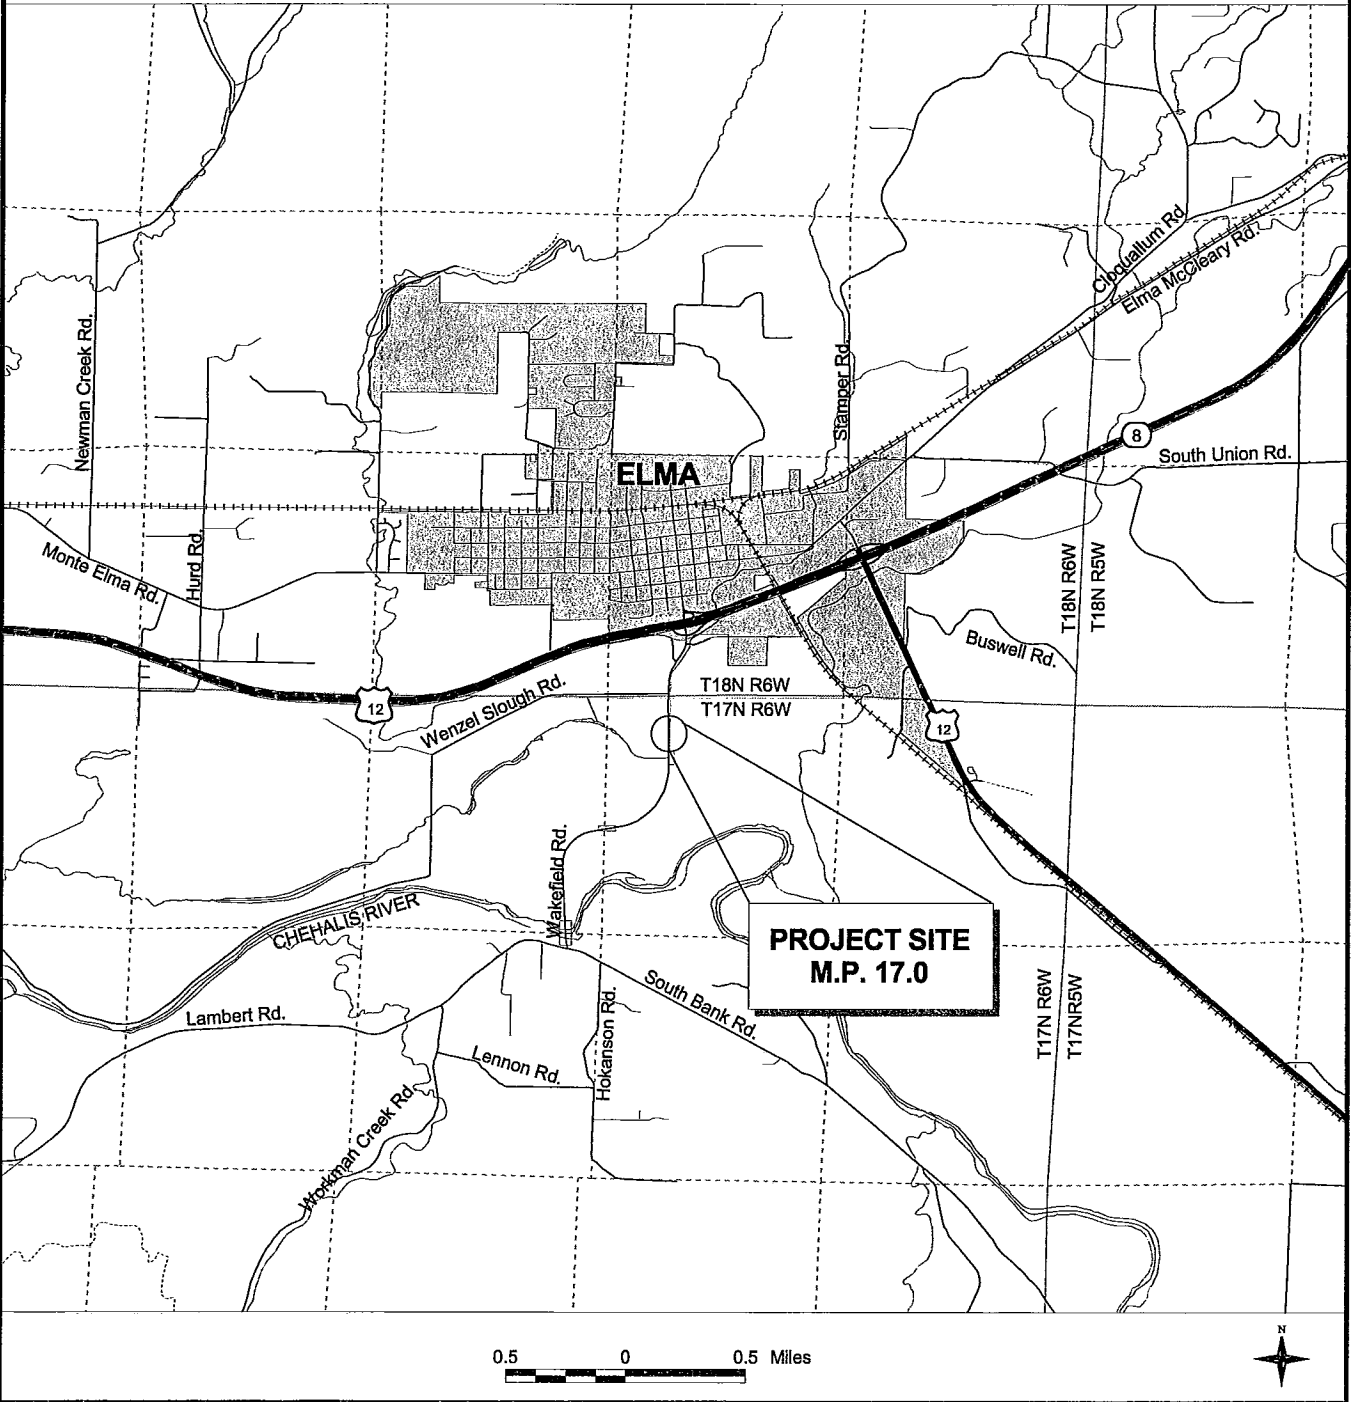 Cloquallum Rd.
Elma McCleary Rd.
Newman Creek Rd.
Stamper Rd.
8
South Union Rd.
ELMA
Monte Elma Rd.
Hurd Rd.
T18N R6W
T18N R5W
Buswell Rd.
T18N R6W
T17N R6W
12
Wenzel Slough Rd.
12
Wakefield Rd.
CHEHALIS RIVER
PROJECT SITE
M.P. 17.0
South Bank Rd.
Lambert Rd.
Hokanson Rd.
T17N R6W
T17NR5W
Lennon Rd.
Workman Creek Rd.
0.5 0 0.5 Miles
N